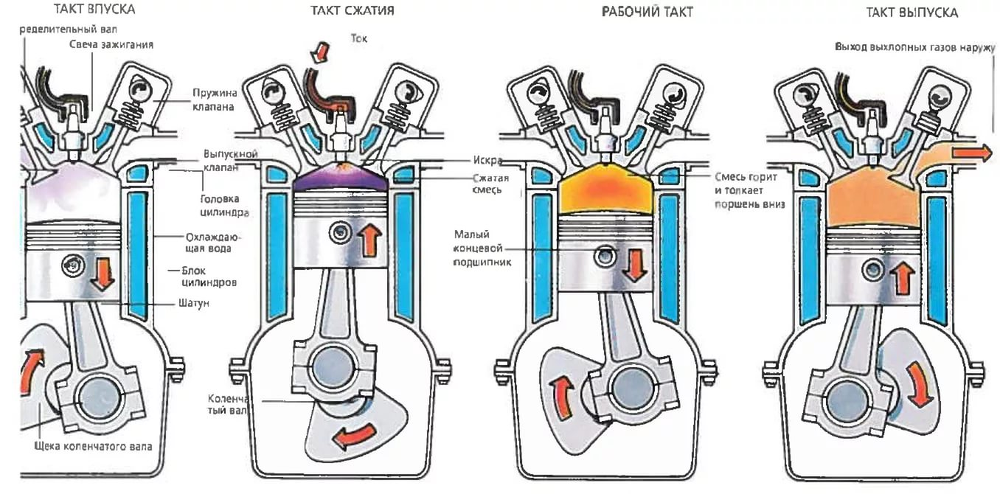 ТАКТ ВПУСКА
ТАКТ СЖАТИЯ
РАБОЧИЙ ТАКТ
ТАКТ ВЫПУСКА
ределительный вал
Свеча зажигания
Ток
Выход выхлопных газов наружу
Пружина
клапана
Выпускной
клапан
Искра
Сжатая
смесь
Смесь горит
и толкает
поршень вниз
Головка
цилиндра
Охлаждаю-
щая вода
Малый
концевой
подшипник
Блок
цилиндров
Шатун
Коленча
тый вал
Щека коленчатого вала